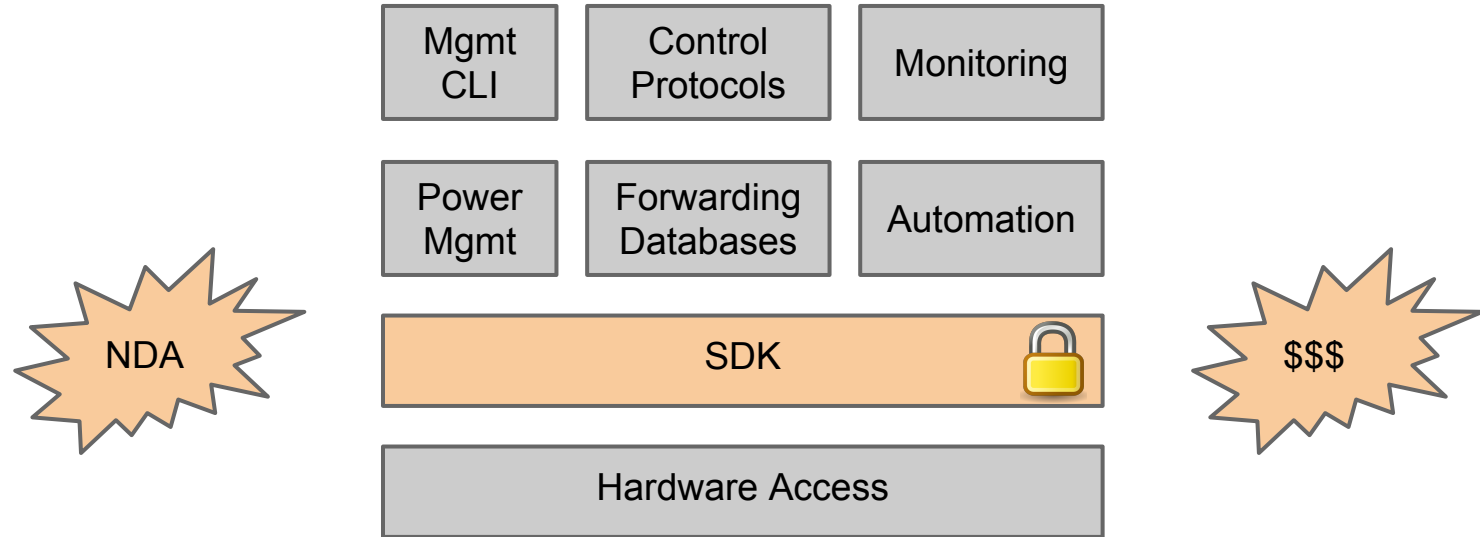 Mgmt
CLI
Control
Protocols
Monitoring
Power
Mgmt
Forwarding
Databases
Automation
NDA
SDK
$$$
Hardware Access